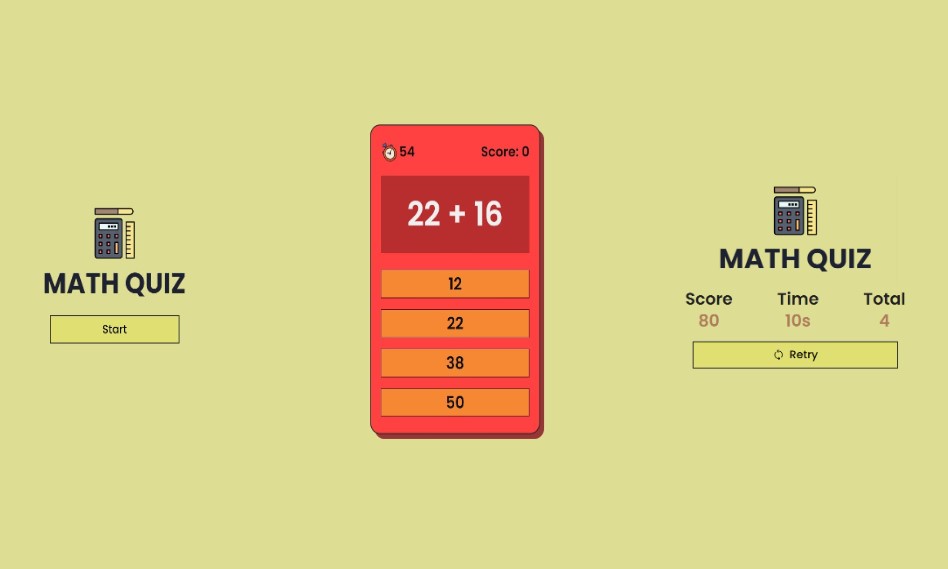 MATH QUIZ
Start
54 Score: 0
22 + 16
12
22
38
50
MATH QUIZ
Score Time Total
80 10s 4
Retry